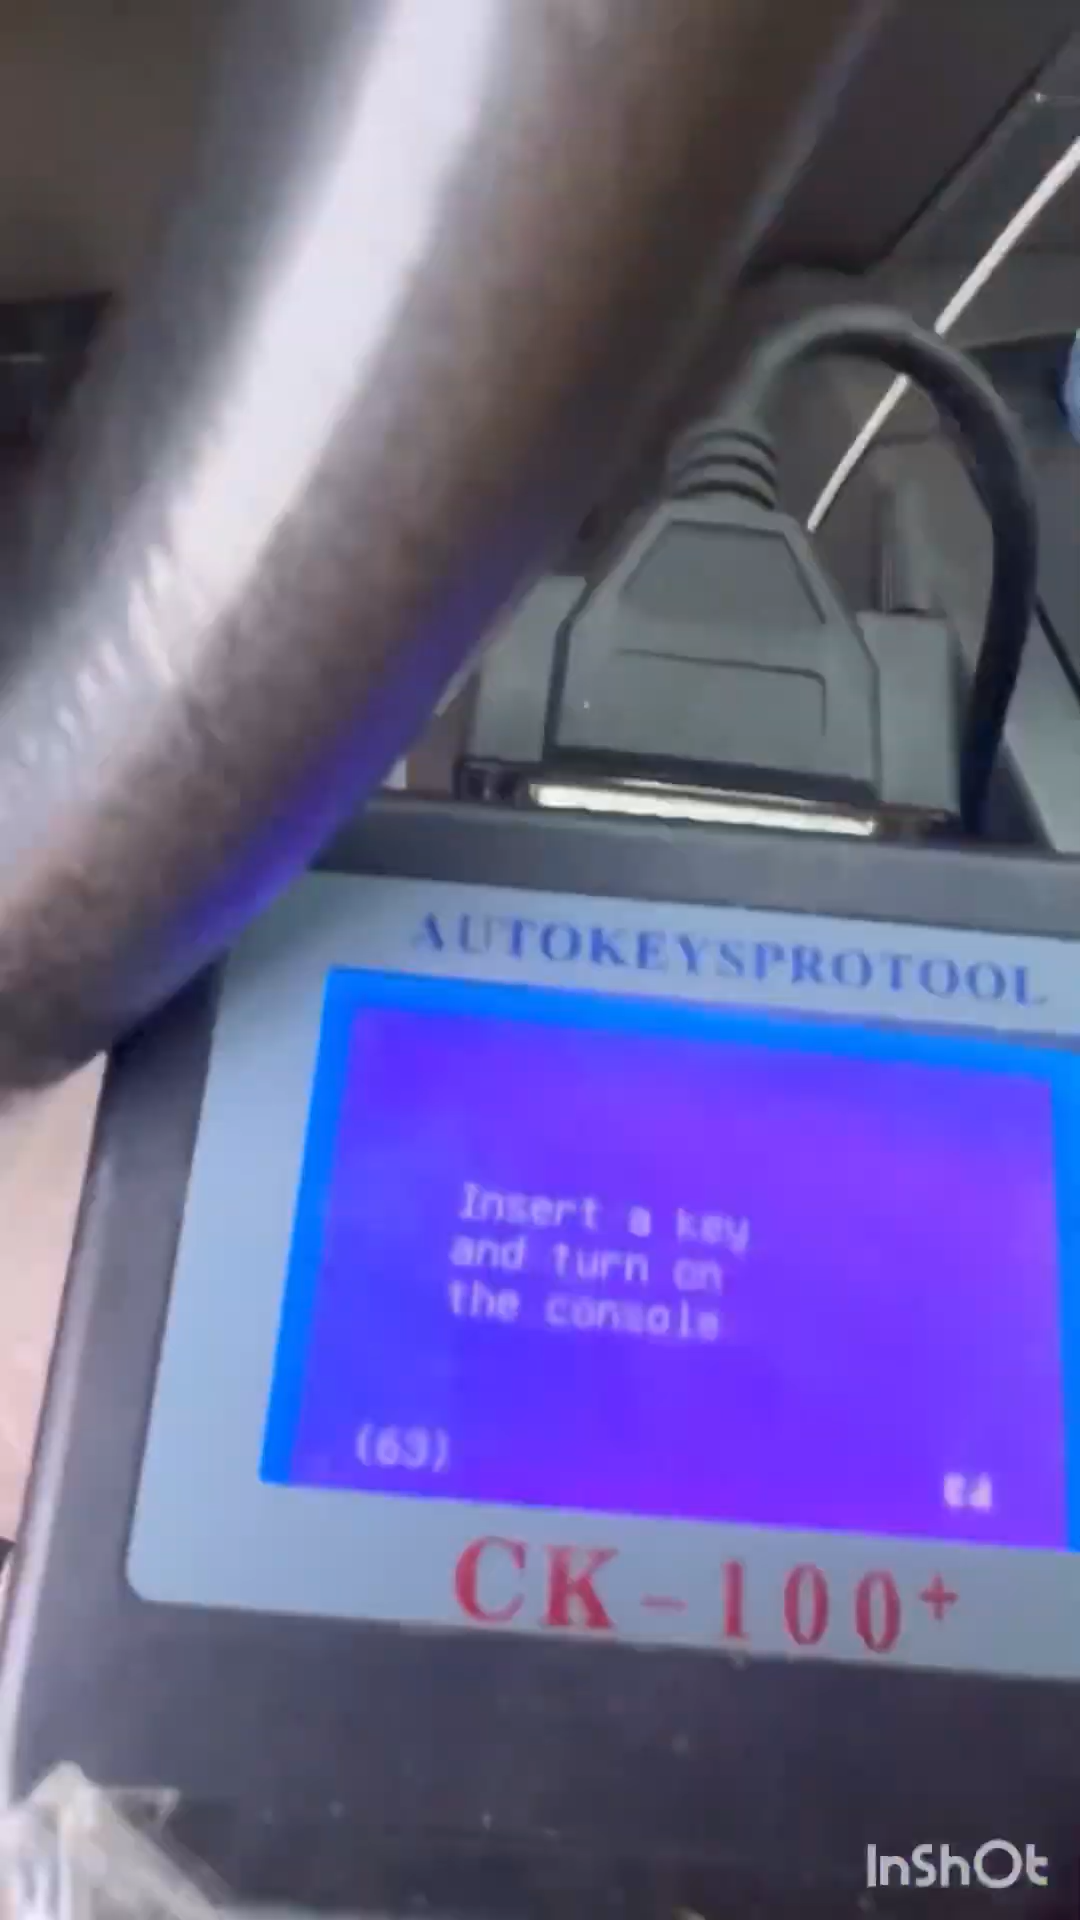 AUTOKEYSPROTOOL
Insert a key
and turn on
the console
(63)
CK-100+
InShOt